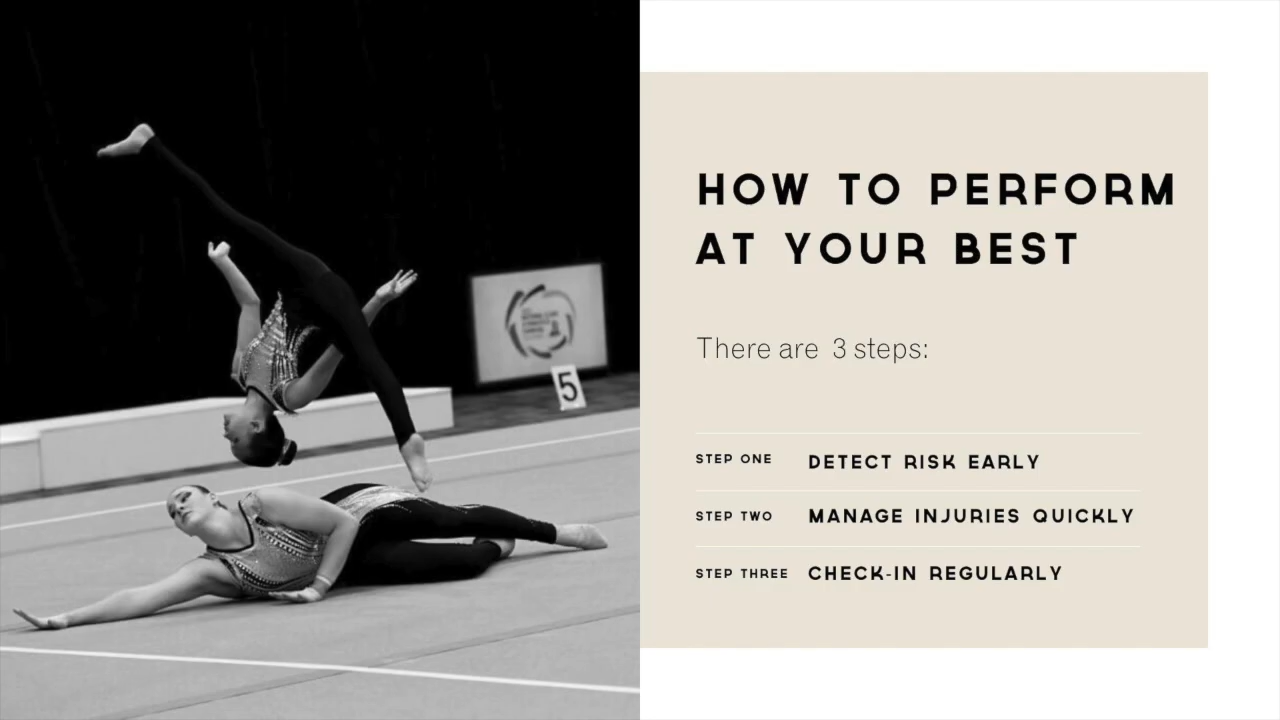 HOW TO PERFORM
AT YOUR BEST
There are 3 steps:
STEP ONE DETECT RISK EARLY
STEP TWO MANAGE INJURIES QUICKLY
STEP THREE CHECK-IN REGULARLY
5